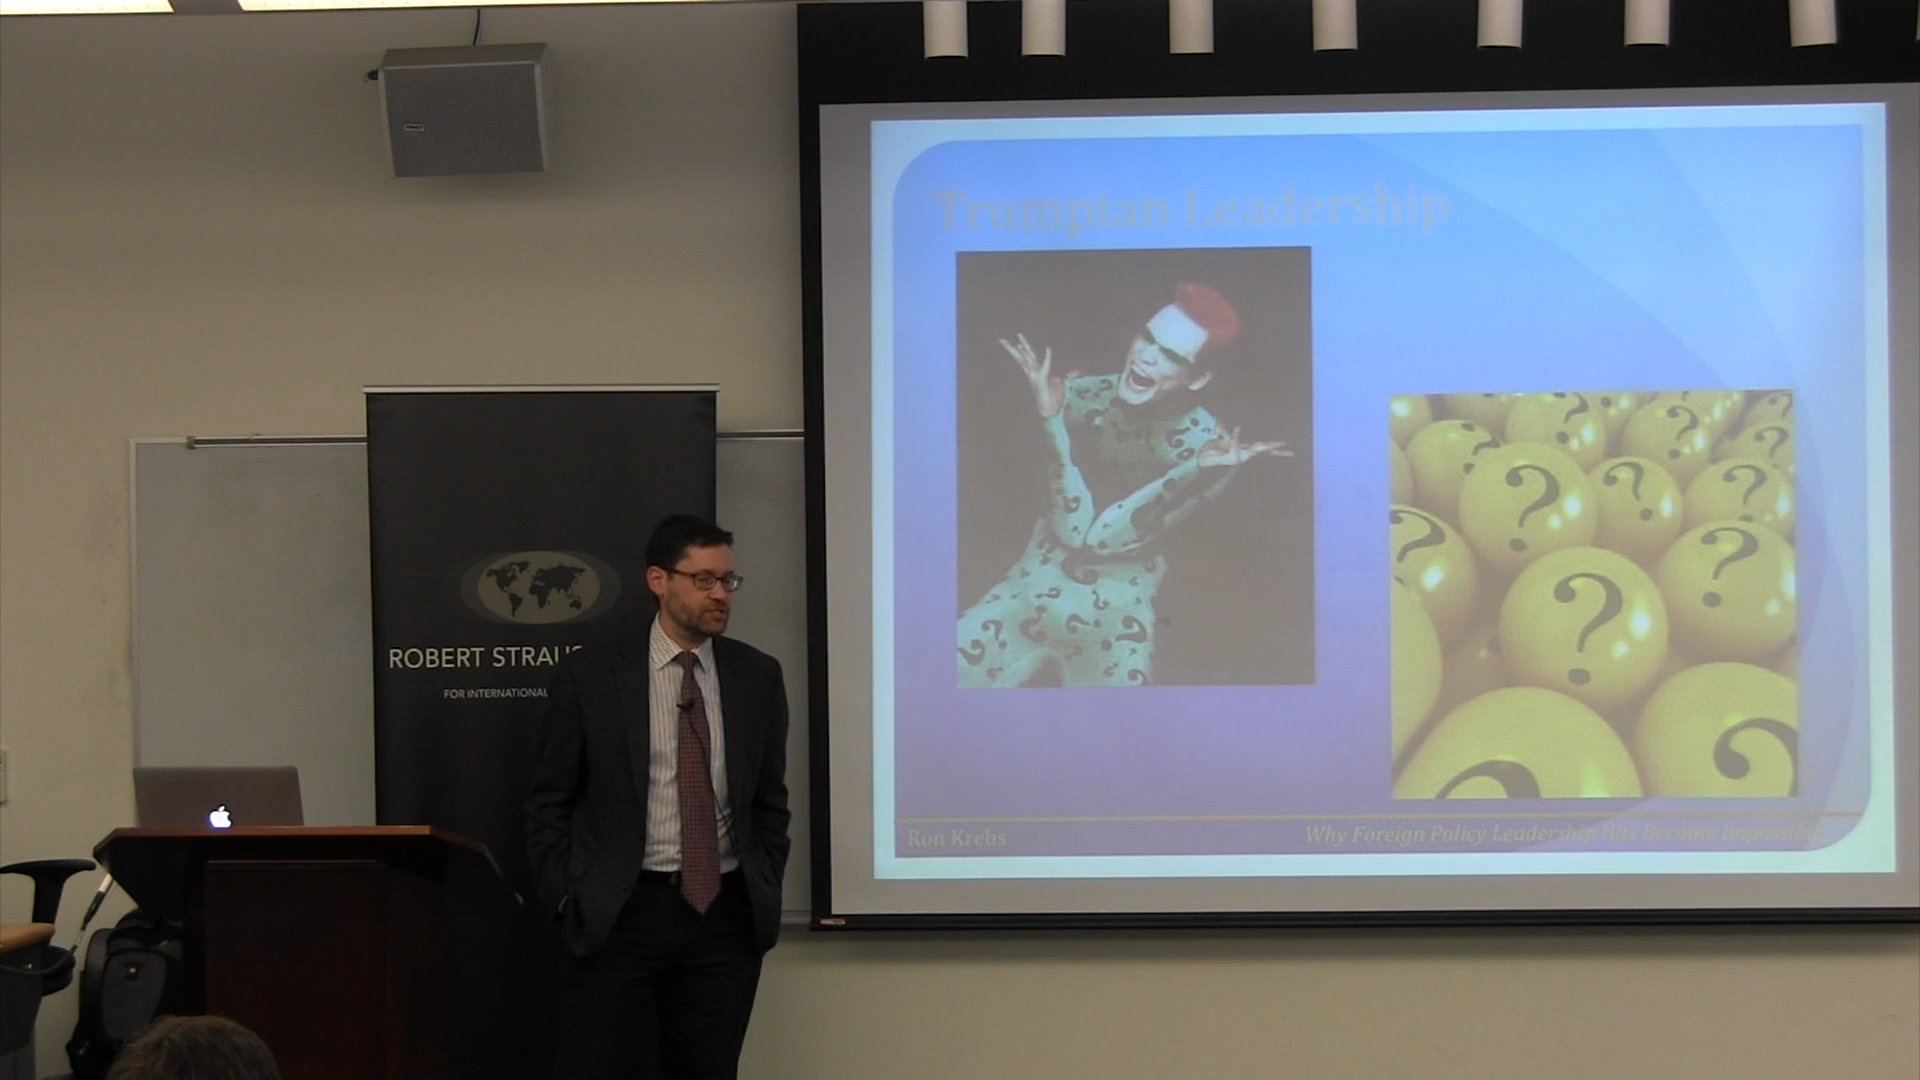 Trumpian Leadership
? ? ? ? ? ? ? ? ?
ROBERT STRAUS
FOR INTERNATIONAL
Ron Krebs
Why Foreign Policy Leadership Has Become Impossible